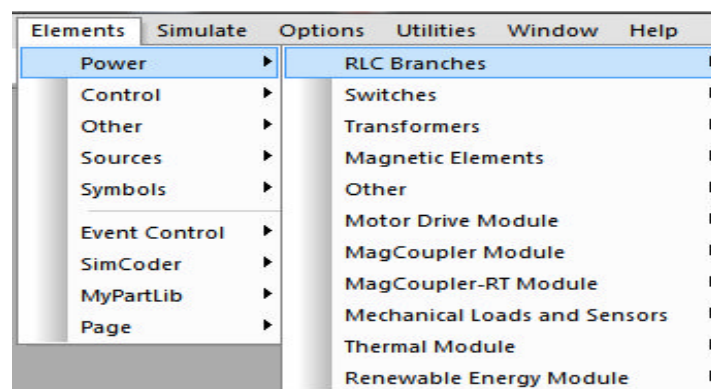 Elements Simulate Options Utilities Window Help
Power
Control
Other
Sources
Symbols
Event Control
SimCoder
MyPartLib
Page
RLC Branches
Switches
Transformers
Magnetic Elements
Other
Motor Drive Module
MagCoupler Module
MagCoupler-RT Module
Mechanical Loads and Sensors
Thermal Module
Renewable Energy Module